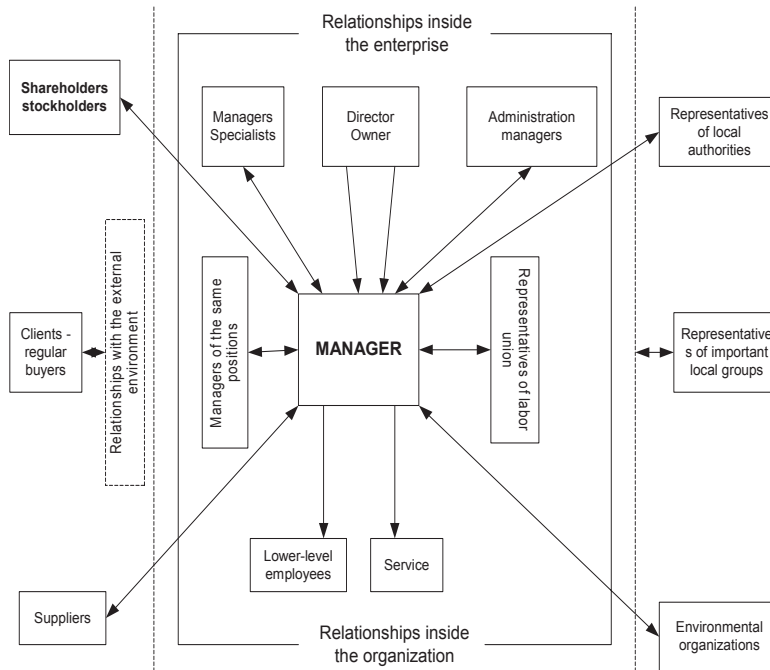 Relationships inside
the enterprise
Shareholders
stockholders
Managers
Specialists
Director
Owner
Administration
managers
Representatives
of local
authorities
Clients -
regular
buyers
Relationships with the external
environment
Managers of the same
positions
MANAGER
Representatives of labor
union
Representative
s of important
local groups
Lower-level
employees
Service
Suppliers
Relationships inside
the organization
Environmental
organizations